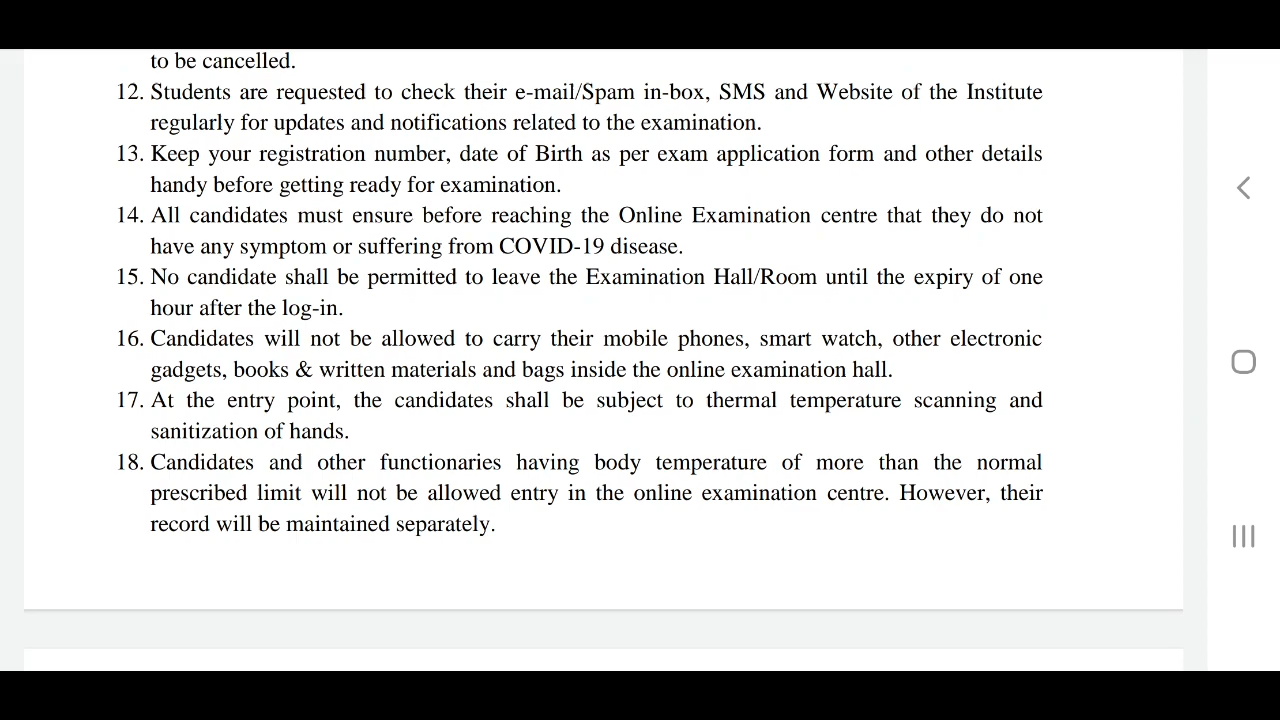 to be cancelled.
12. Students are requested to check their e-mail/Spam in-box, SMS and Website of the Institute
regularly for updates and notifications related to the examination.
13. Keep your registration number, date of Birth as per exam application form and other details
handy before getting ready for examination.
14. All candidates must ensure before reaching the Online Examination centre that they do not
have any symptom or suffering from COVID-19 disease.
15. No candidate shall be permitted to leave the Examination Hall/Room until the expiry of one
hour after the log-in.
16. Candidates will not be allowed to carry their mobile phones, smart watch, other electronic
gadgets, books & written materials and bags inside the online examination hall.
17. At the entry point, the candidates shall be subject to thermal temperature scanning and
sanitization of hands.
18. Candidates and other functionaries having body temperature of more than the normal
prescribed limit will not be allowed entry in the online examination centre. However, their
record will be maintained separately.